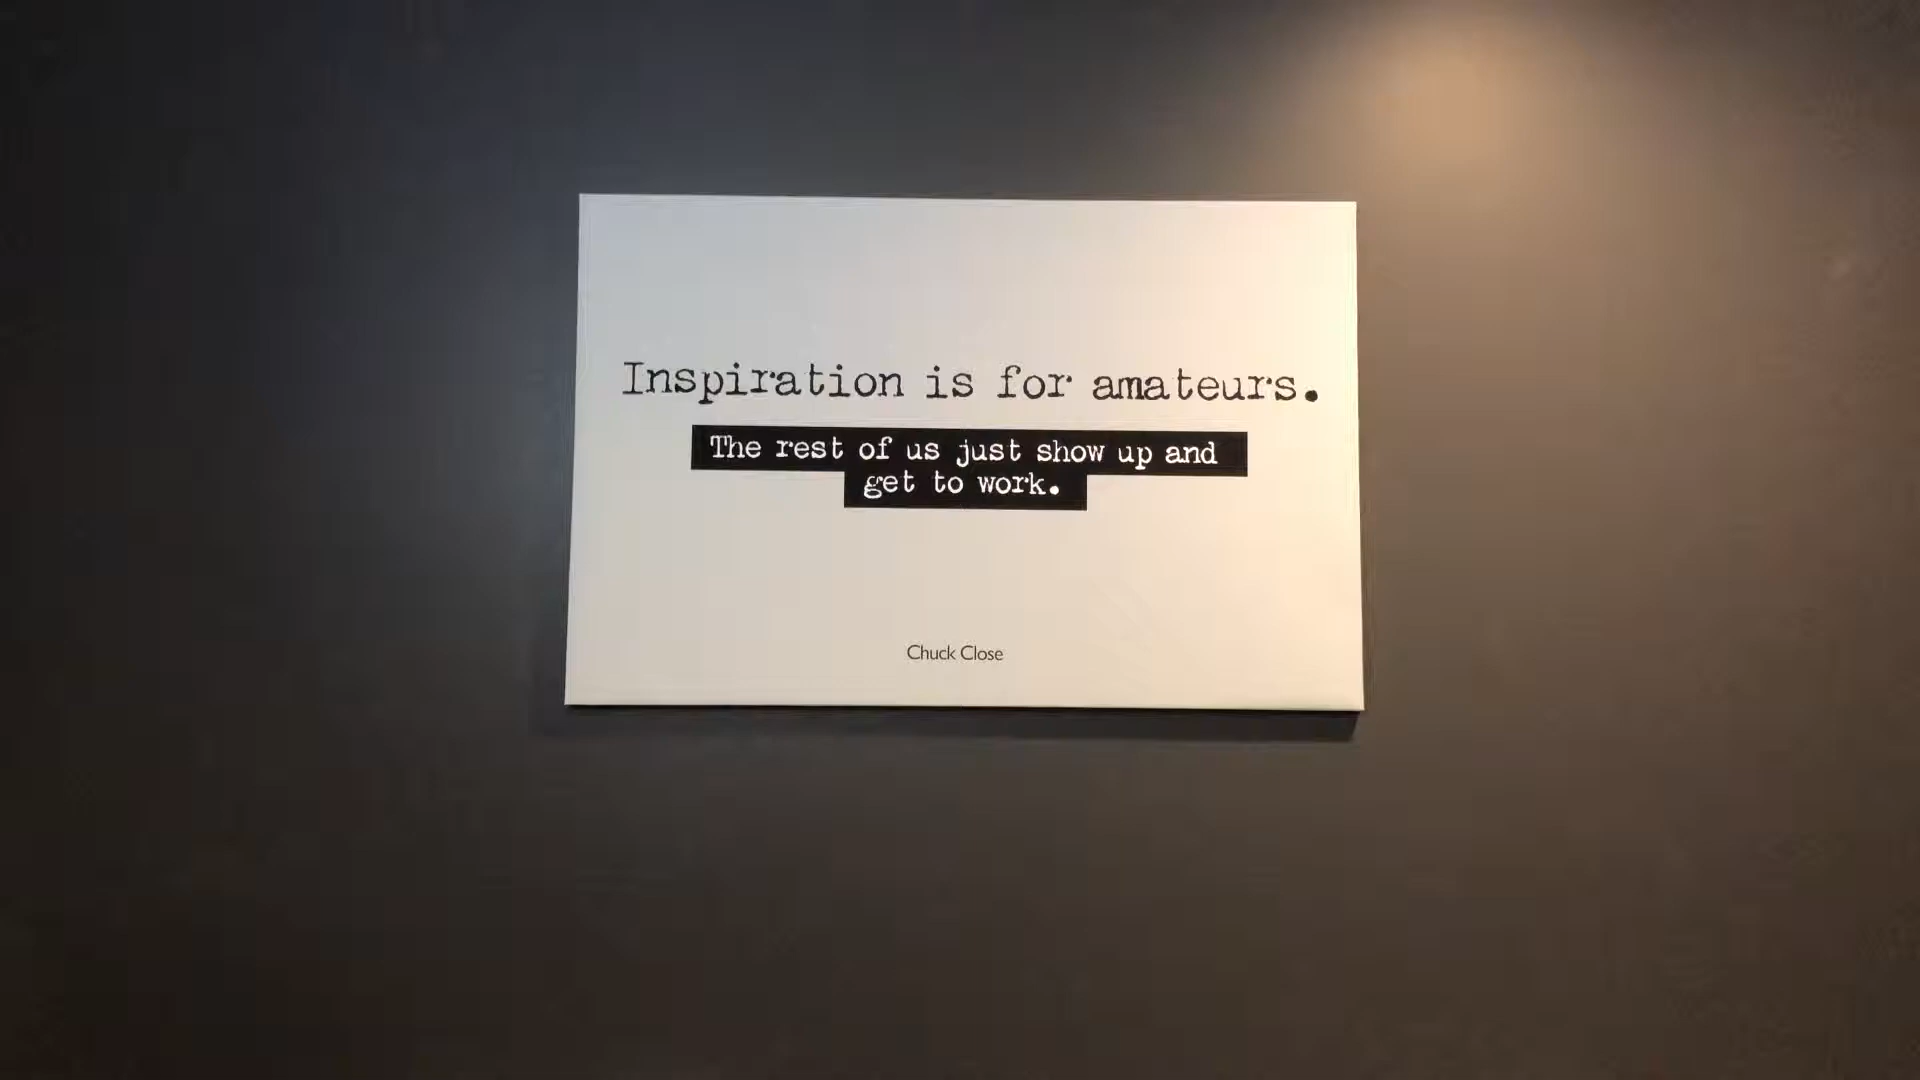 Inspiration is for amateurs.
The rest of us just show up and
get to work.
Chuck Close